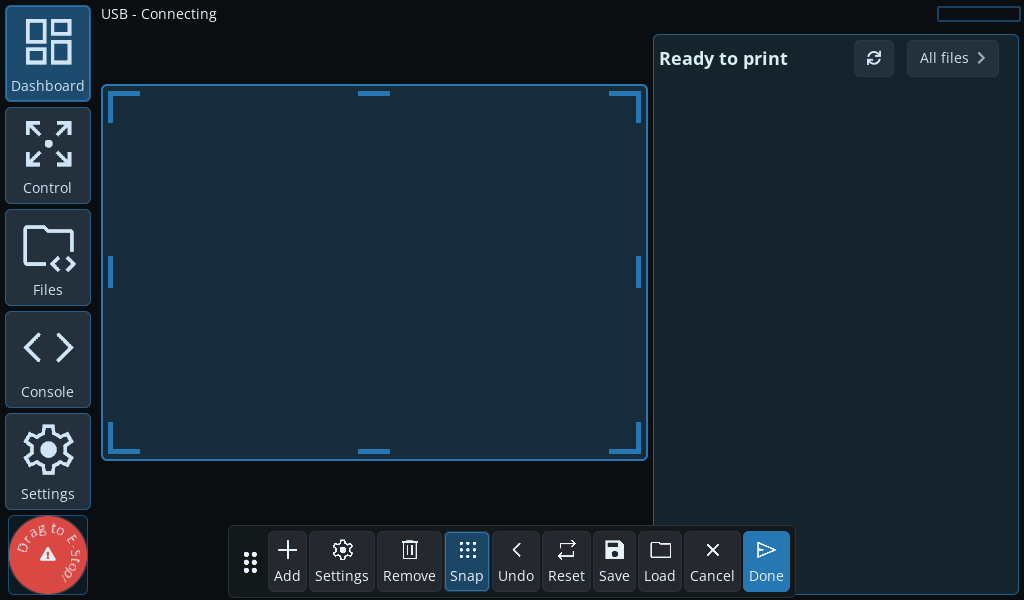 USB - Connecting
Dashboard
Control
Files
Console
Settings
Drag to E-Stop!
Ready to print
All files
Add
Settings
Remove
Snap
Undo
Reset
Save
Load
Cancel
Done